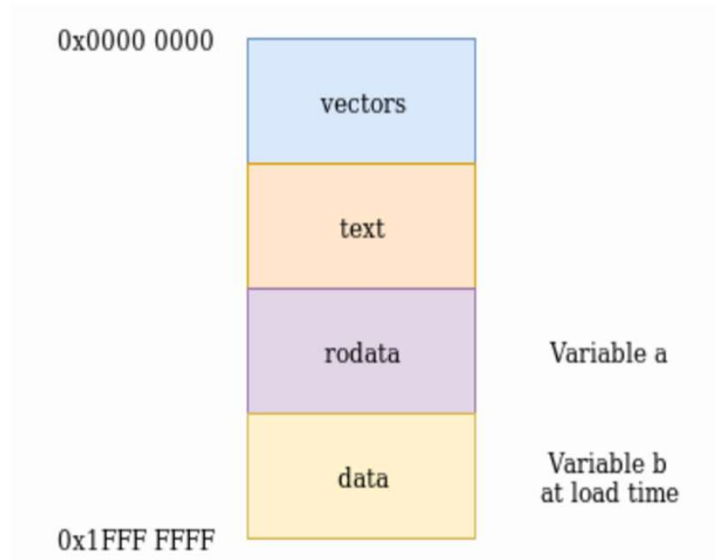 0x0000 0000
vectors
text
rodata
Variable a
data
Variable b
at load time
0x1FFF FFFF